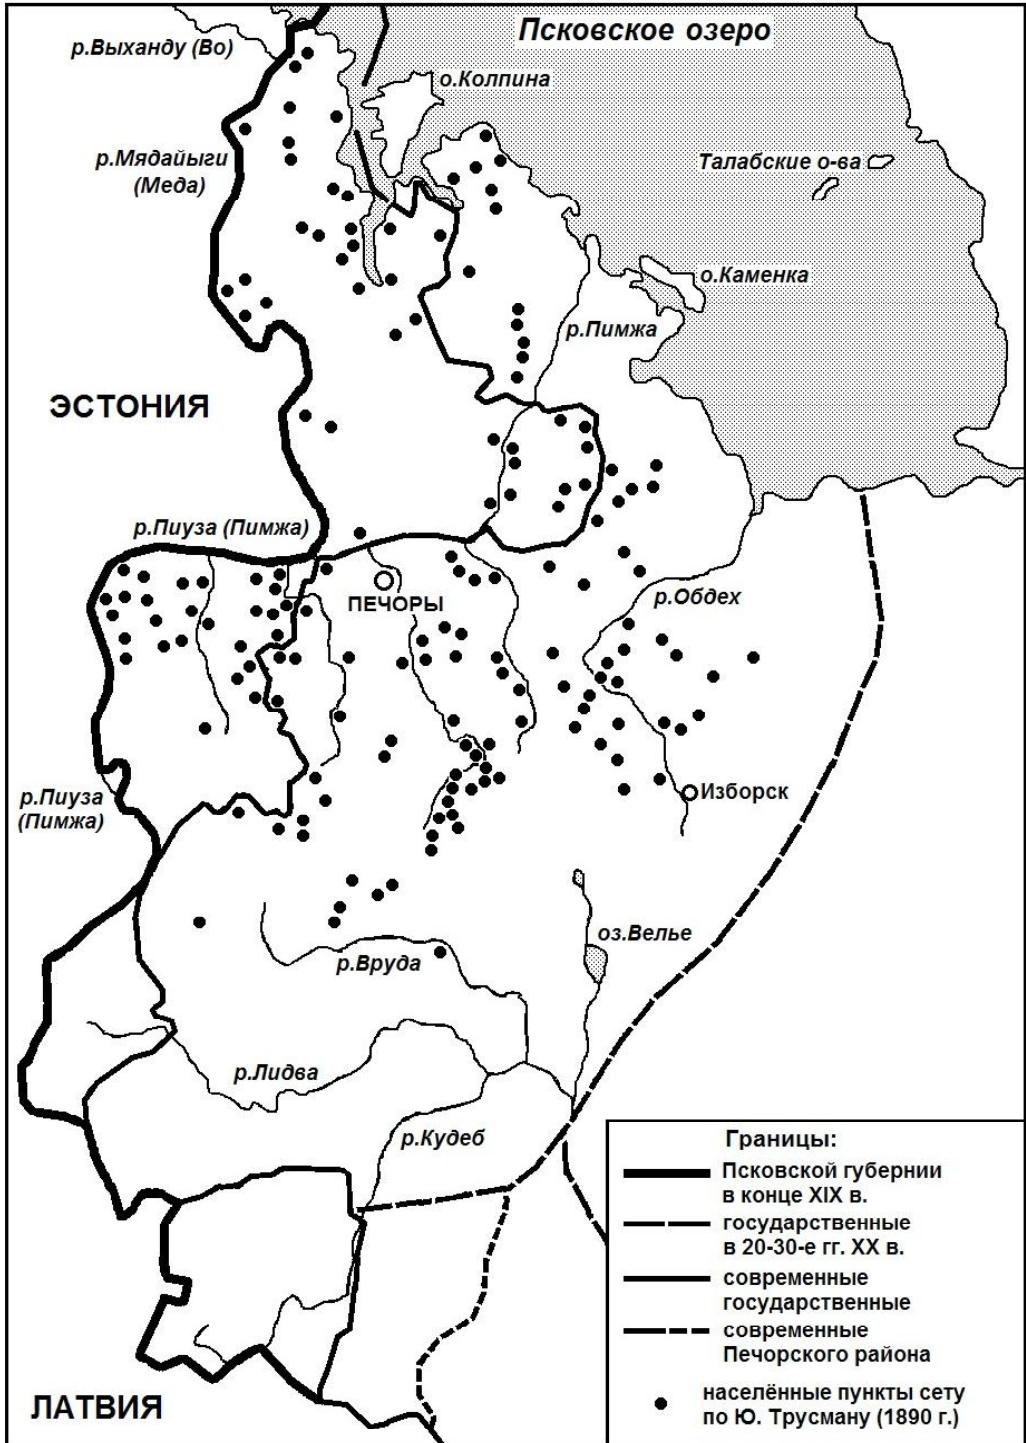 Псковское озеро
р.Выханду (Во)
о.Колпина
р.Мядайыги
(Меда)
Талабские о-ва
о.Каменка
р.Пимжа
ЭСТОНИЯ
р.Пиуза (Пимжа)
ПЕЧОРЫ
р.Обдех
р.Пиуза
(Пимжа)
Изборск
оз.Велье
р.Вруда
р.Лидва
р.Кудеб
ЛАТВИЯ
Границы:
Псковской губернии
в конце XIX в.
государственные
в 20-30-е гг. XX в.
современные
государственные
современные
Печорского района
населённые пункты сету
по Ю. Трусману (1890 г.)